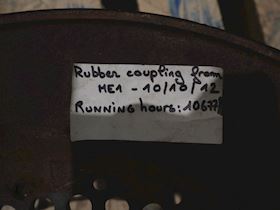 Rubber coupling from
ME1 - 10/10/12
RUNNING hours: 10677